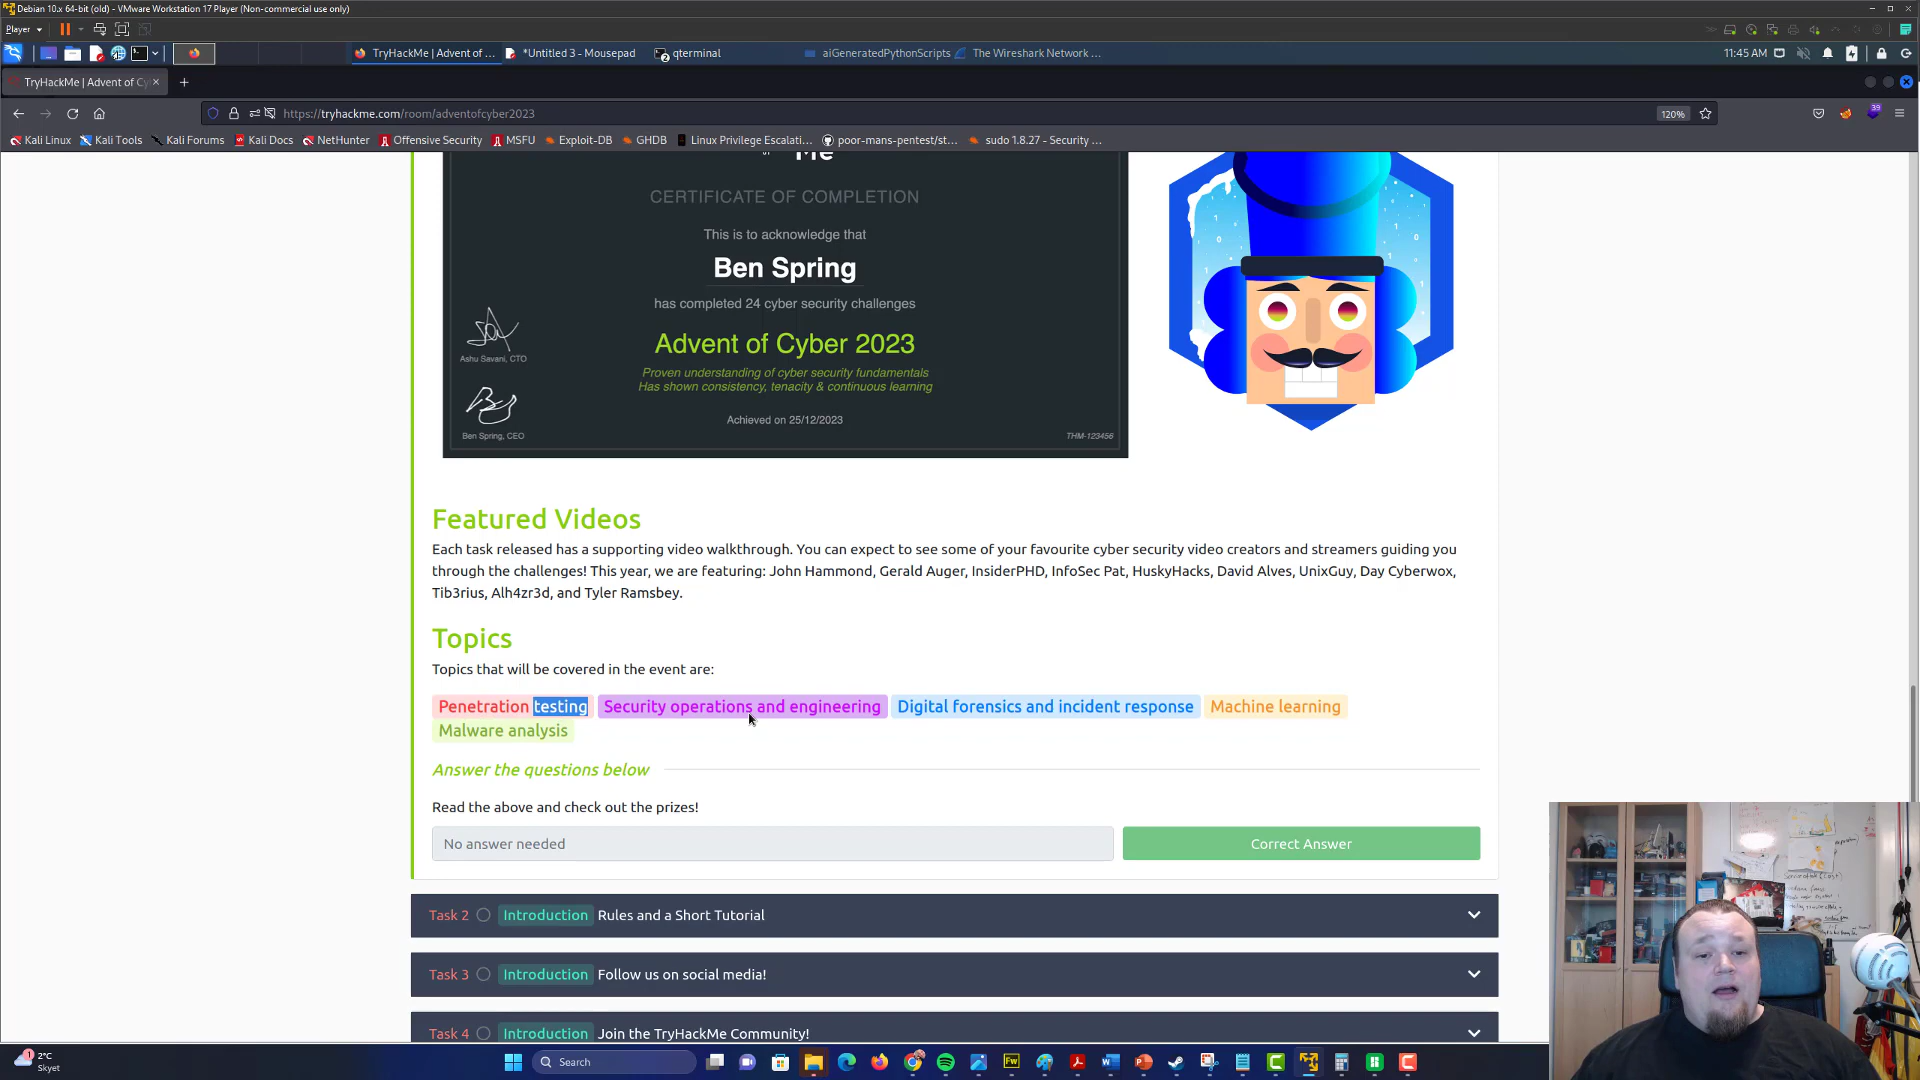 Debian 10.x 64-bit (old) - VMware Workstation 17 Player (Non-commercial use only)
Player
TryHackMe | Advent of ...
*Untitled 3 - Mousepad
2
qterminal
aiGeneratedPythonScripts
The Wireshark Network ...
11:45 AM
TryHackMe | Advent of Cy
https://tryhackme.com/room/adventofcyber2023
120%
39
Kali Linux
Kali Tools
Kali Forums
Kali Docs
NetHunter
Offensive Security
MSFU
Exploit-DB
GHDB
Linux Privilege Escalati...
poor-mans-pentest/st...
sudo 1.8.27 - Security ...
Me
CERTIFICATE OF COMPLETION
This is to acknowledge that
Ben Spring
has completed 24 cyber security challenges
Advent of Cyber 2023
Proven understanding of cyber security fundamentals
Has shown consistency, tenacity & continuous learning
Achieved on 25/12/2023
Ashu Savani, CTO
Ben Spring, CEO
THM-123456
Featured Videos
Each task released has a supporting video walkthrough. You can expect to see some of your favourite cyber security video creators and streamers guiding you
through the challenges! This year, we are featuring: John Hammond, Gerald Auger, InsiderPHD, InfoSec Pat, HuskyHacks, David Alves, UnixGuy, Day Cyberwox,
Tib3rius, Alh4zr3d, and Tyler Ramsbey.
Topics
Topics that will be covered in the event are:
Penetration testing Security operations and engineering Digital forensics and incident response Machine learning
Malware analysis
Answer the questions below
Read the above and check out the prizes!
No answer needed
Correct Answer
Task 2 Introduction Rules and a Short Tutorial
Task 3 Introduction Follow us on social media!
Task 4 Introduction Join the TryHackMe Community!
1
2°C
Skyet
Search
Fw